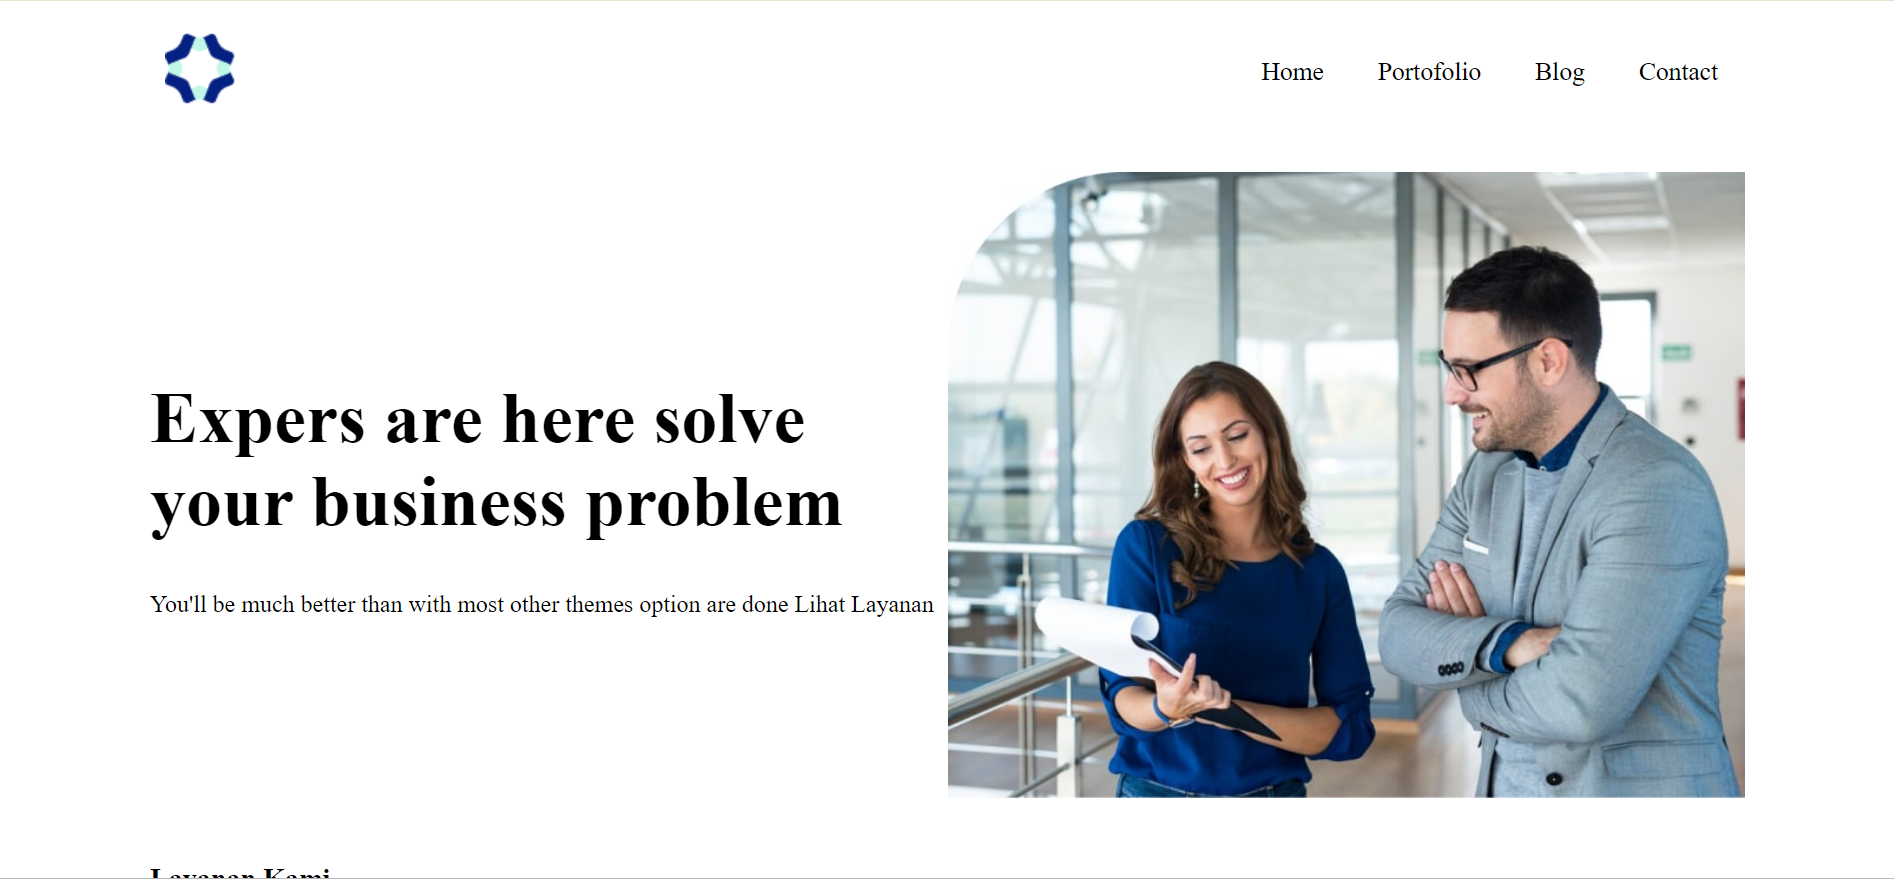 Home Portofolio Blog Contact
Expers are here solve
your business problem
You'll be much better than with most other themes option are done Lihat Layanan
Layanan Kami